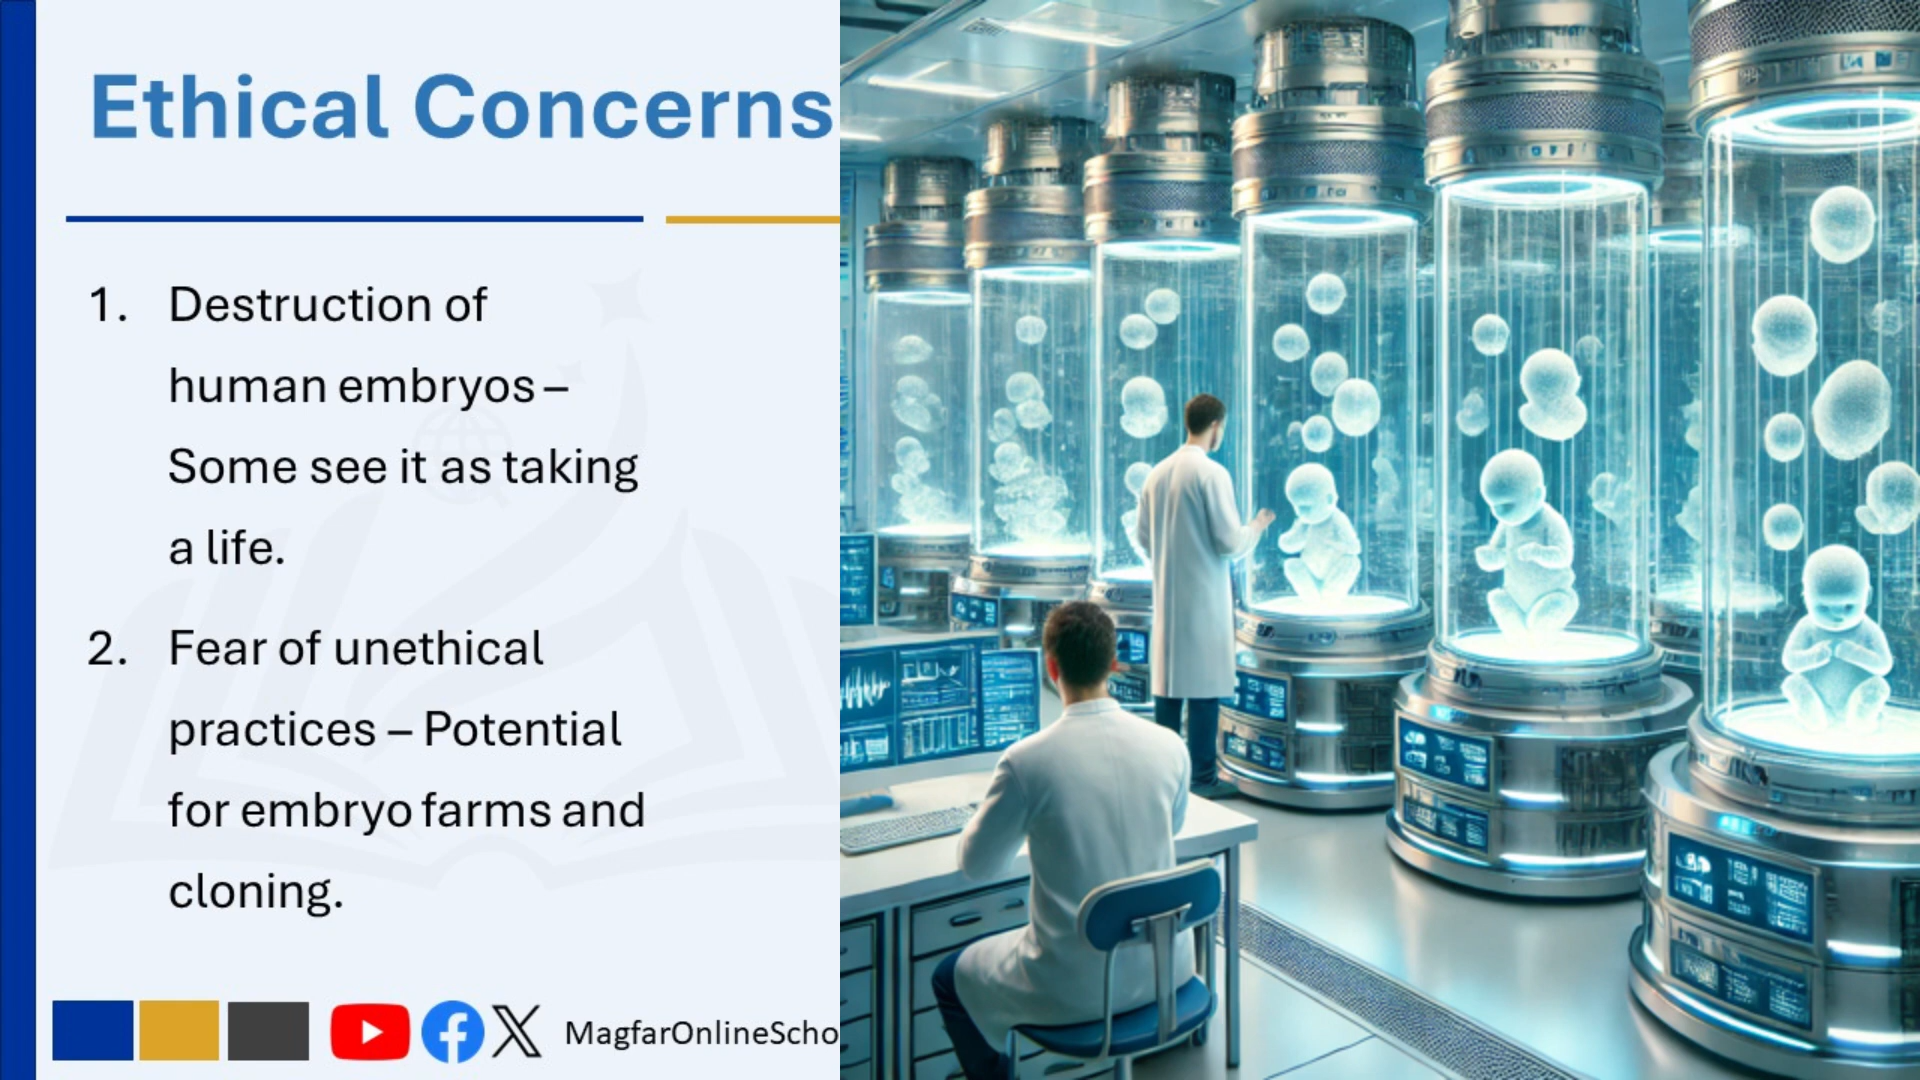 Ethical Concerns
1. Destruction of
human embryos –
Some see it as taking
a life.
2. Fear of unethical
practices – Potential
for embryo farms and
cloning.
MagfarOnlineScho